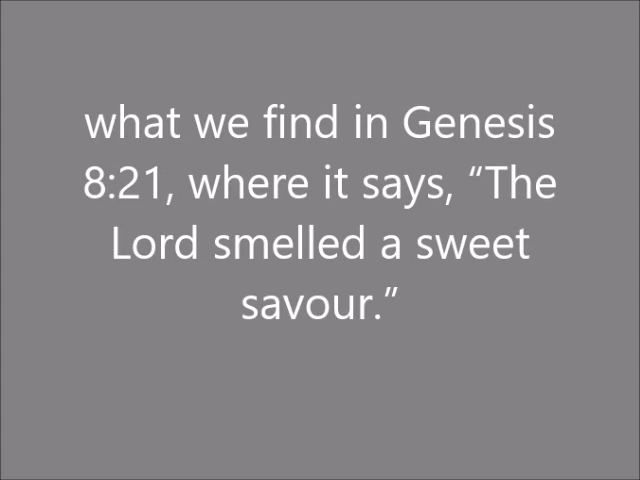 what we find in Genesis
8:21, where it says, “The
Lord smelled a sweet
savour.”